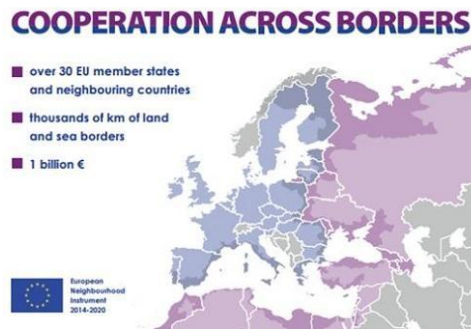 COOPERATION ACROSS BORDERS
over 30 EU member states
and neighbouring countries
thousands of km of land
and sea borders
1 billion €
European
Neighbourhood
Instrument
2014-2020